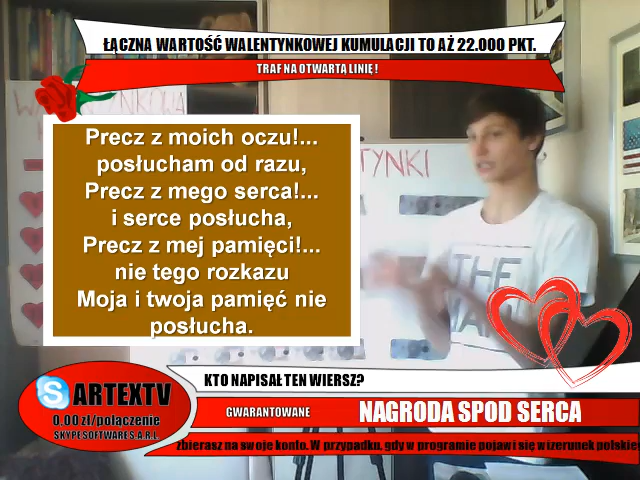 ŁĄCZNA WARTOŚĆ WALENTYNKOWEJ KUMULACJI TO AŻ 22.000 PKT.
TRAF NA OTWARTĄ LINIĘ!
Precz z moich oczu!...
posłucham od razu,
Precz z mego serca!...
i serce posłucha,
Precz z mej pamięci!...
nie tego rozkazu
Moja i twoja pamięć nie
posłucha.
TYNKI
THE
KTO NAPISAŁ TEN WIERSZ?
S ARTEXTV
0,00 zł/połączenie
SKYPE SOFTWARE S.A.R.L.
GWARANTOWANE
NAGRODA SPOD SERCA
zbierasz na swoje konto. W przypadku, gdy w programie pojawi się wizerunek polskie